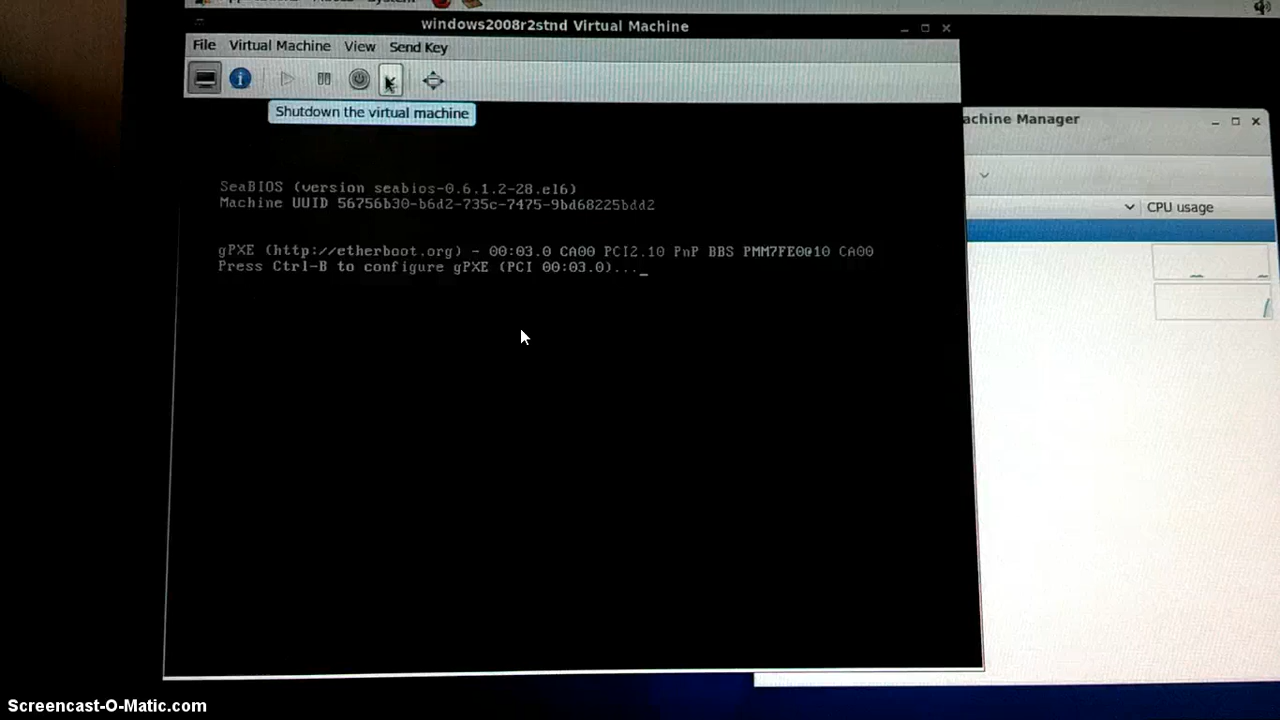 windows2008r2stnd Virtual Machine
File Virtual Machine View Send Key
Shutdown the virtual machine
achine Manager
CPU usage
SeaBIOS (version seabios-0.6.1.2-28.el6)
Machine UUID 56756b30-b6d2-735c-7475-9bd68225bdd2
gPXE (http://etherboot.org) - 00:03.0 CA00 PCI2.10 PnP BBS PMM7FE0@10 CA00
Press Ctrl-B to configure gPXE (PCI 00:03.0)..._
Screencast-O-Matic.com